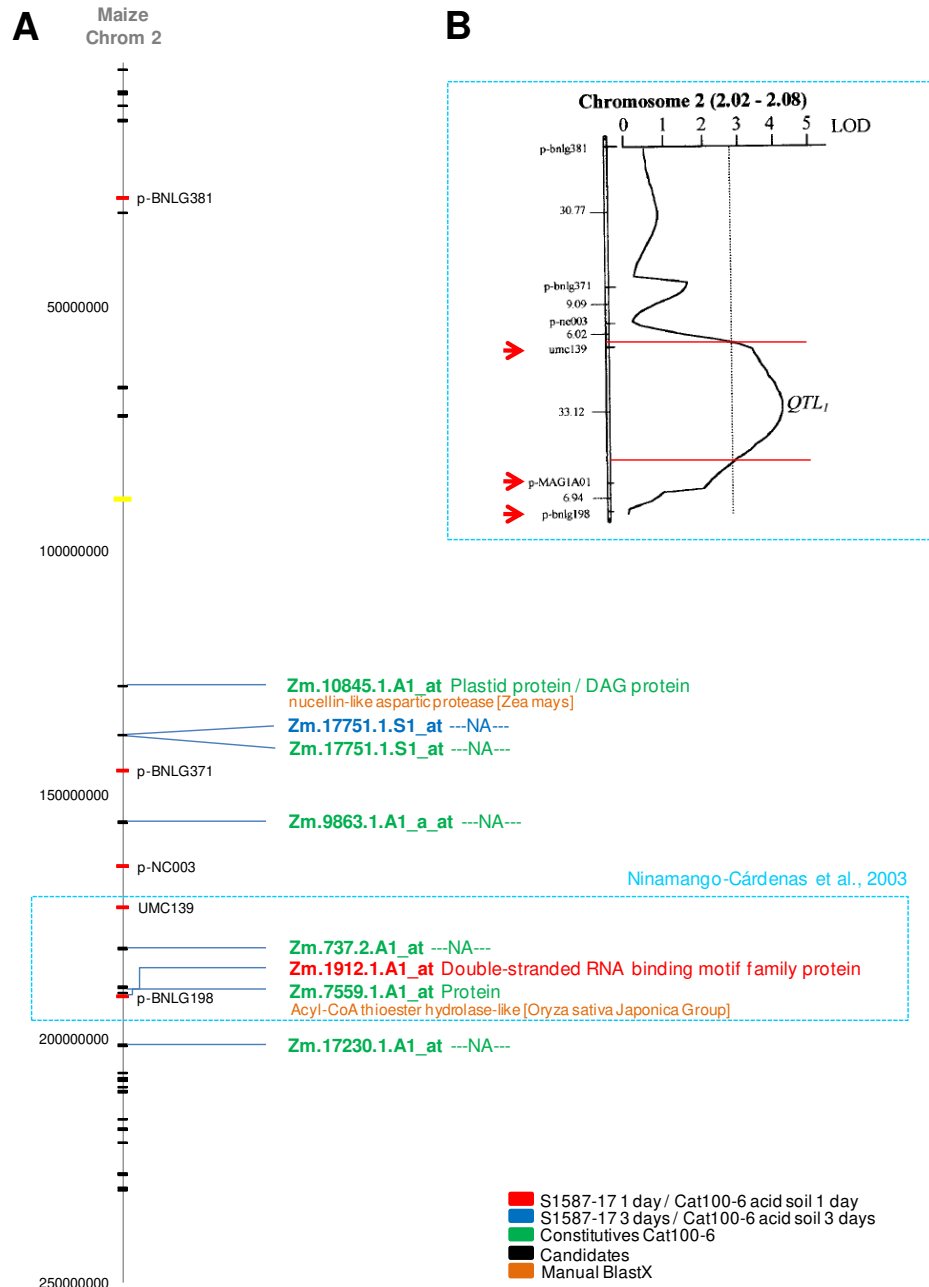 A
Maize
Chrom 2
p-BNLG381
50000000
100000000
Zm.10845.1.A1_at Plastid protein / DAG protein
nucellin-like aspartic protease [Zea mays]
Zm.17751.1.S1_at ---NA---
Zm.17751.1.S1_at ---NA---
p-BNLG371
150000000
Zm.9863.1.A1_a_at ---NA---
p-NC003
Ninamango-Cárdenas et al., 2003
UMC139
Zm.737.2.A1_at ---NA---
Zm.1912.1.A1_at Double-stranded RNA binding motif family protein
Zm.7559.1.A1_at Protein
p-BNLG198
Acyl-CoA thioester hydrolase-like [Oryza sativa Japonica Group]
200000000
Zm.17230.1.A1_at ---NA---
250000000
B
Chromosome 2 (2.02 - 2.08)
0 1 2 3 4 5 LOD
p-bnlg381
30.77
p-bnlg371
9.09
p-nc003
6.02
umc139
33.12
QTL1
p-MAG1A01
6.94
p-bnlg198
S1587-17 1 day / Cat100-6 acid soil 1 day
S1587-17 3 days / Cat100-6 acid soil 3 days
Constitutives Cat100-6
Candidates
Manual BlastX